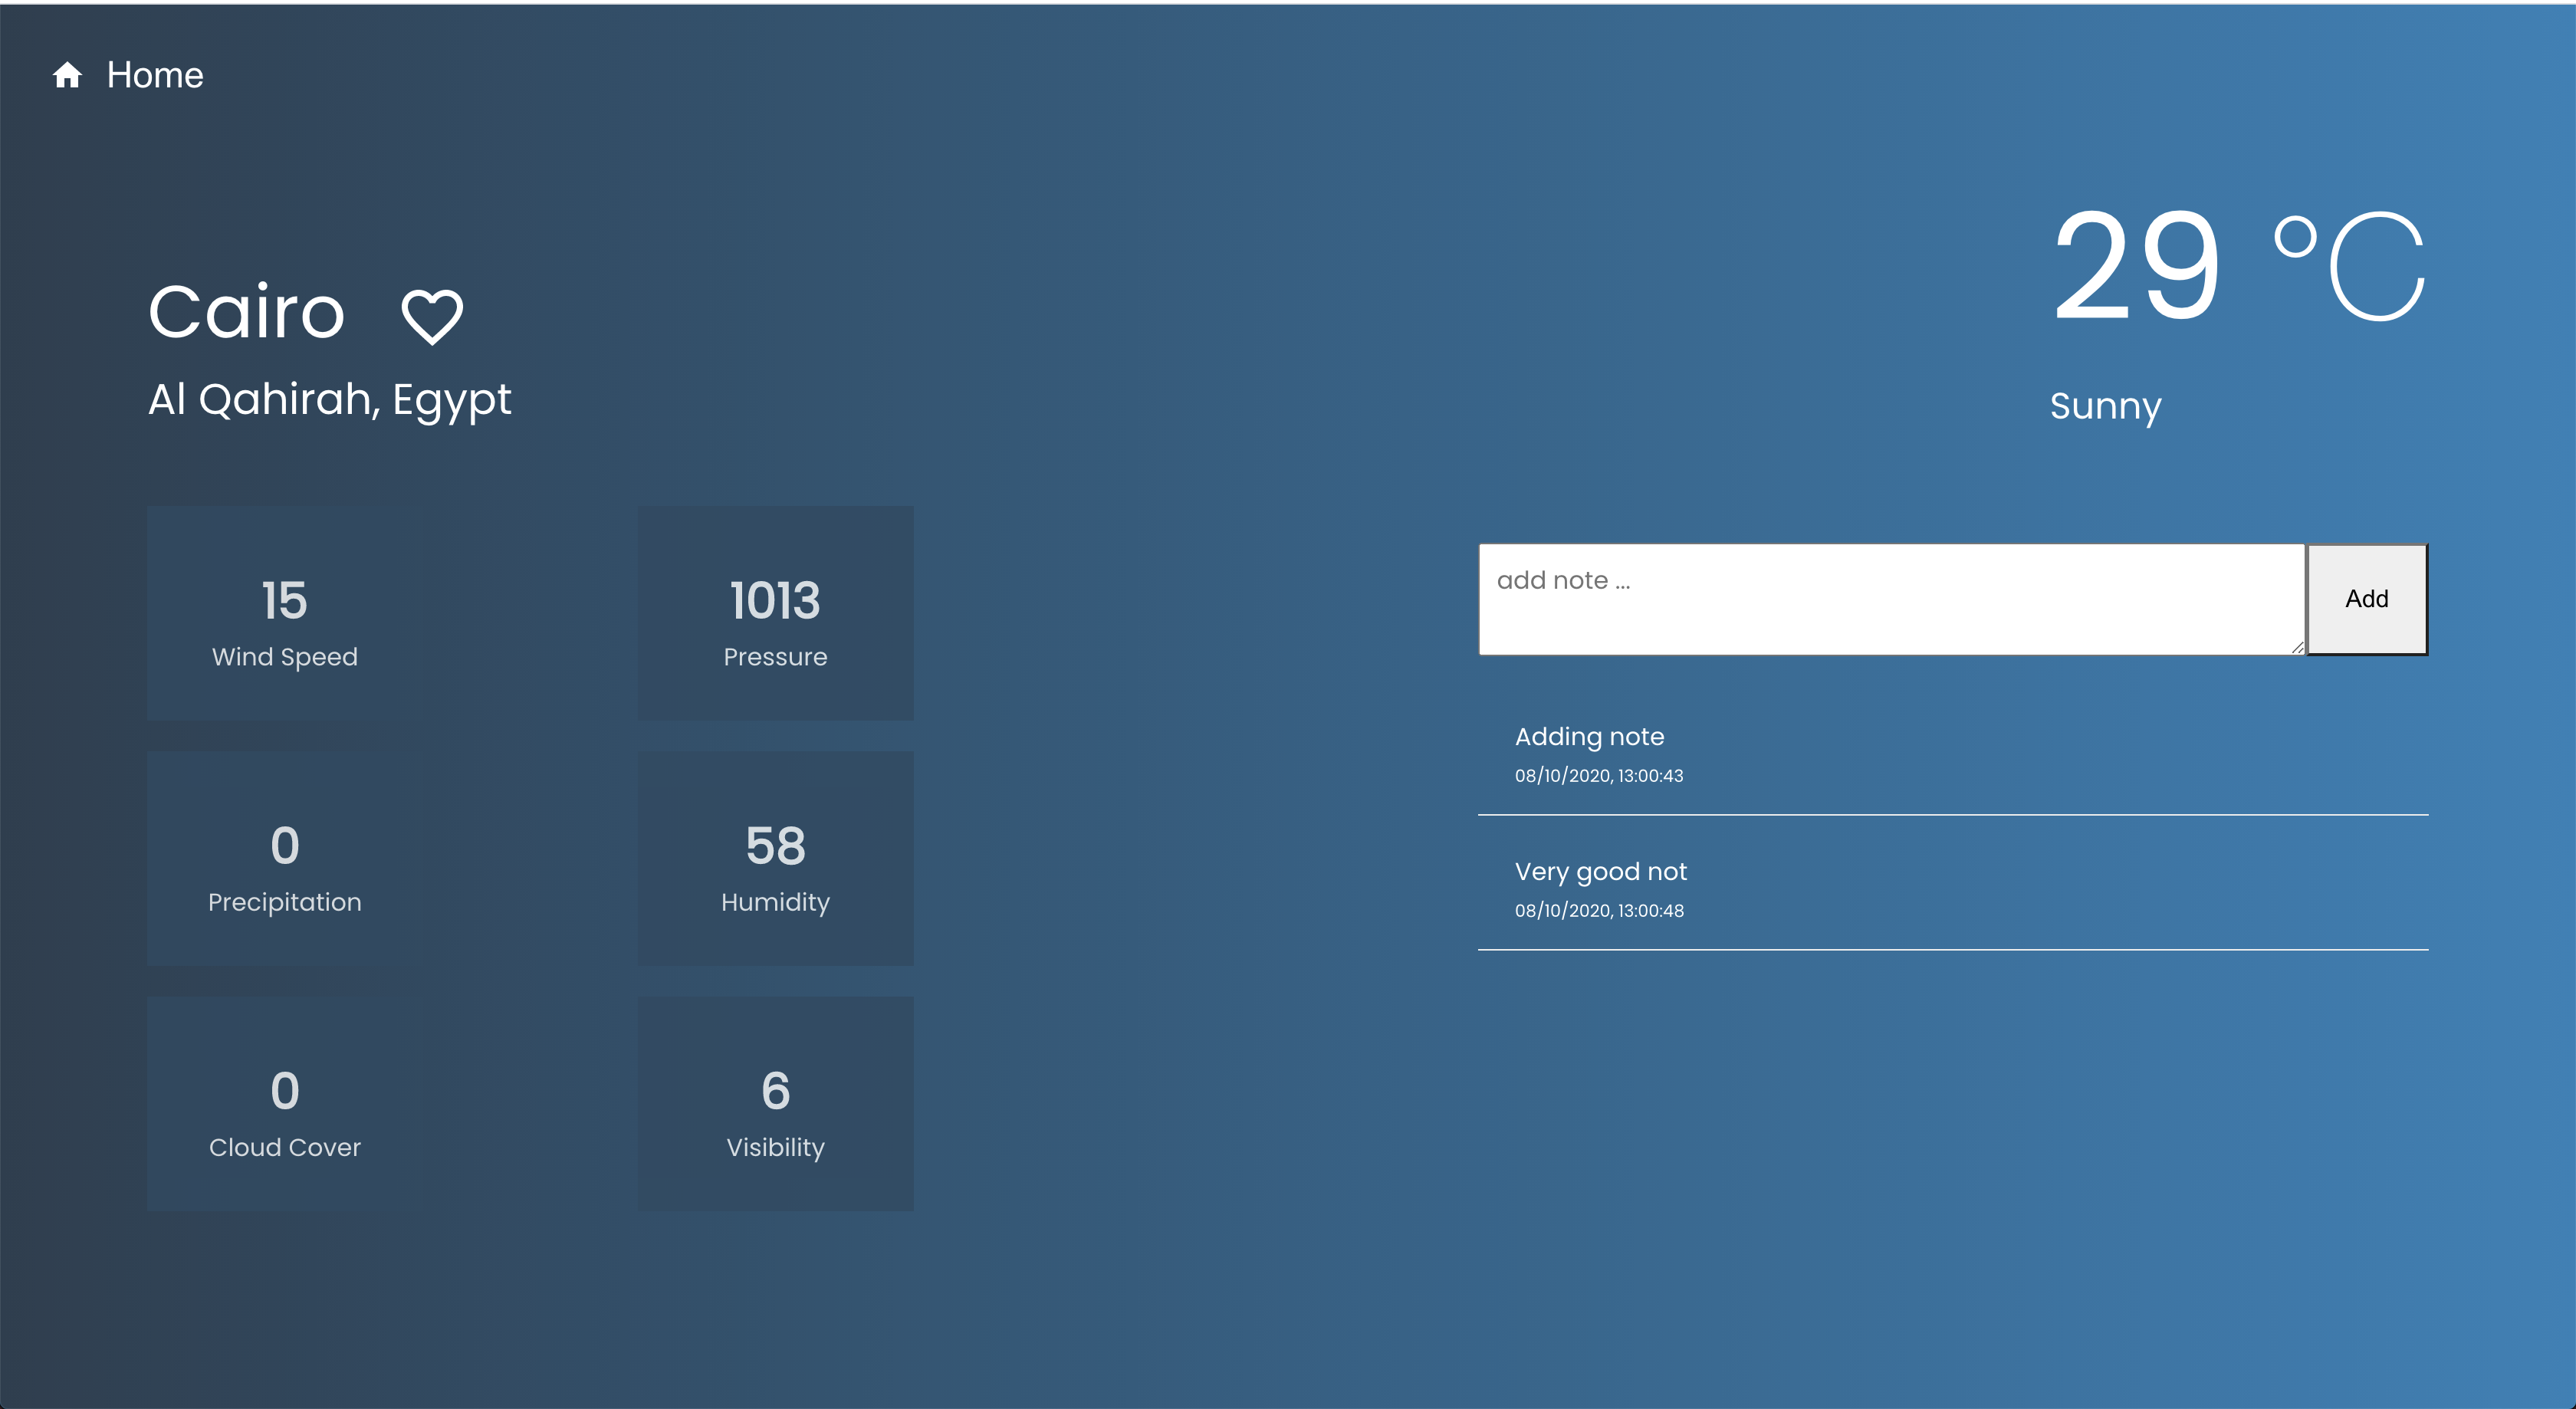 Home
Cairo
Al Qahirah, Egypt
29 °C
Sunny
15
Wind Speed
1013
Pressure
0
Precipitation
58
Humidity
0
Cloud Cover
6
Visibility
add note ...
Add
Adding note
08/10/2020, 13:00:43
Very good not
08/10/2020, 13:00:48